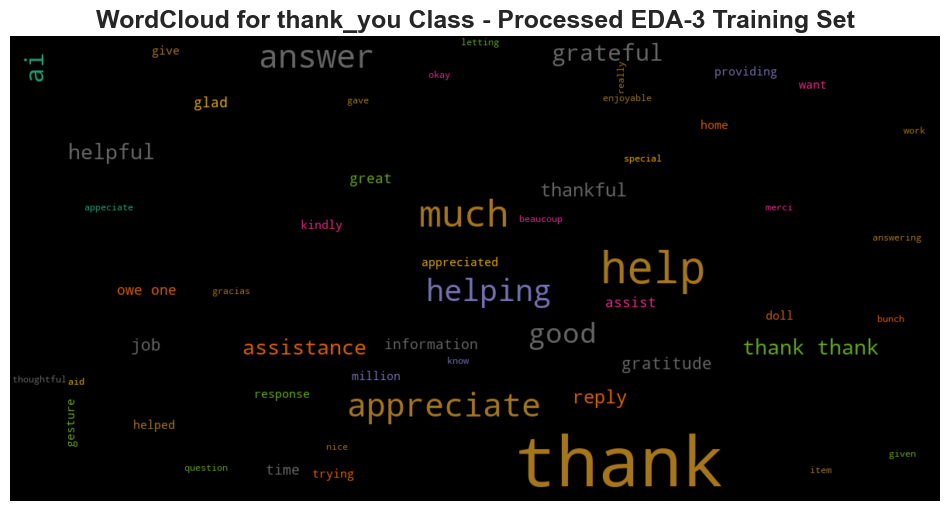 WordCloud for thank_you Class - Processed EDA-3 Training Set
letting
give
answer
grateful
ai
okay
really
providing
want
glad
gave
enjoyable
home
work
helpful
special
great
thankful
appeciate
much
beaucoup
merci
kindly
answering
appreciated
help
owe one
gracias
helping
assist
doll
bunch
good
job
assistance
information
thank thank
know
gratitude
thoughtful
aid
million
response
reply
appreciate
gesture
helped
nice
thank
given
question
time
trying
item